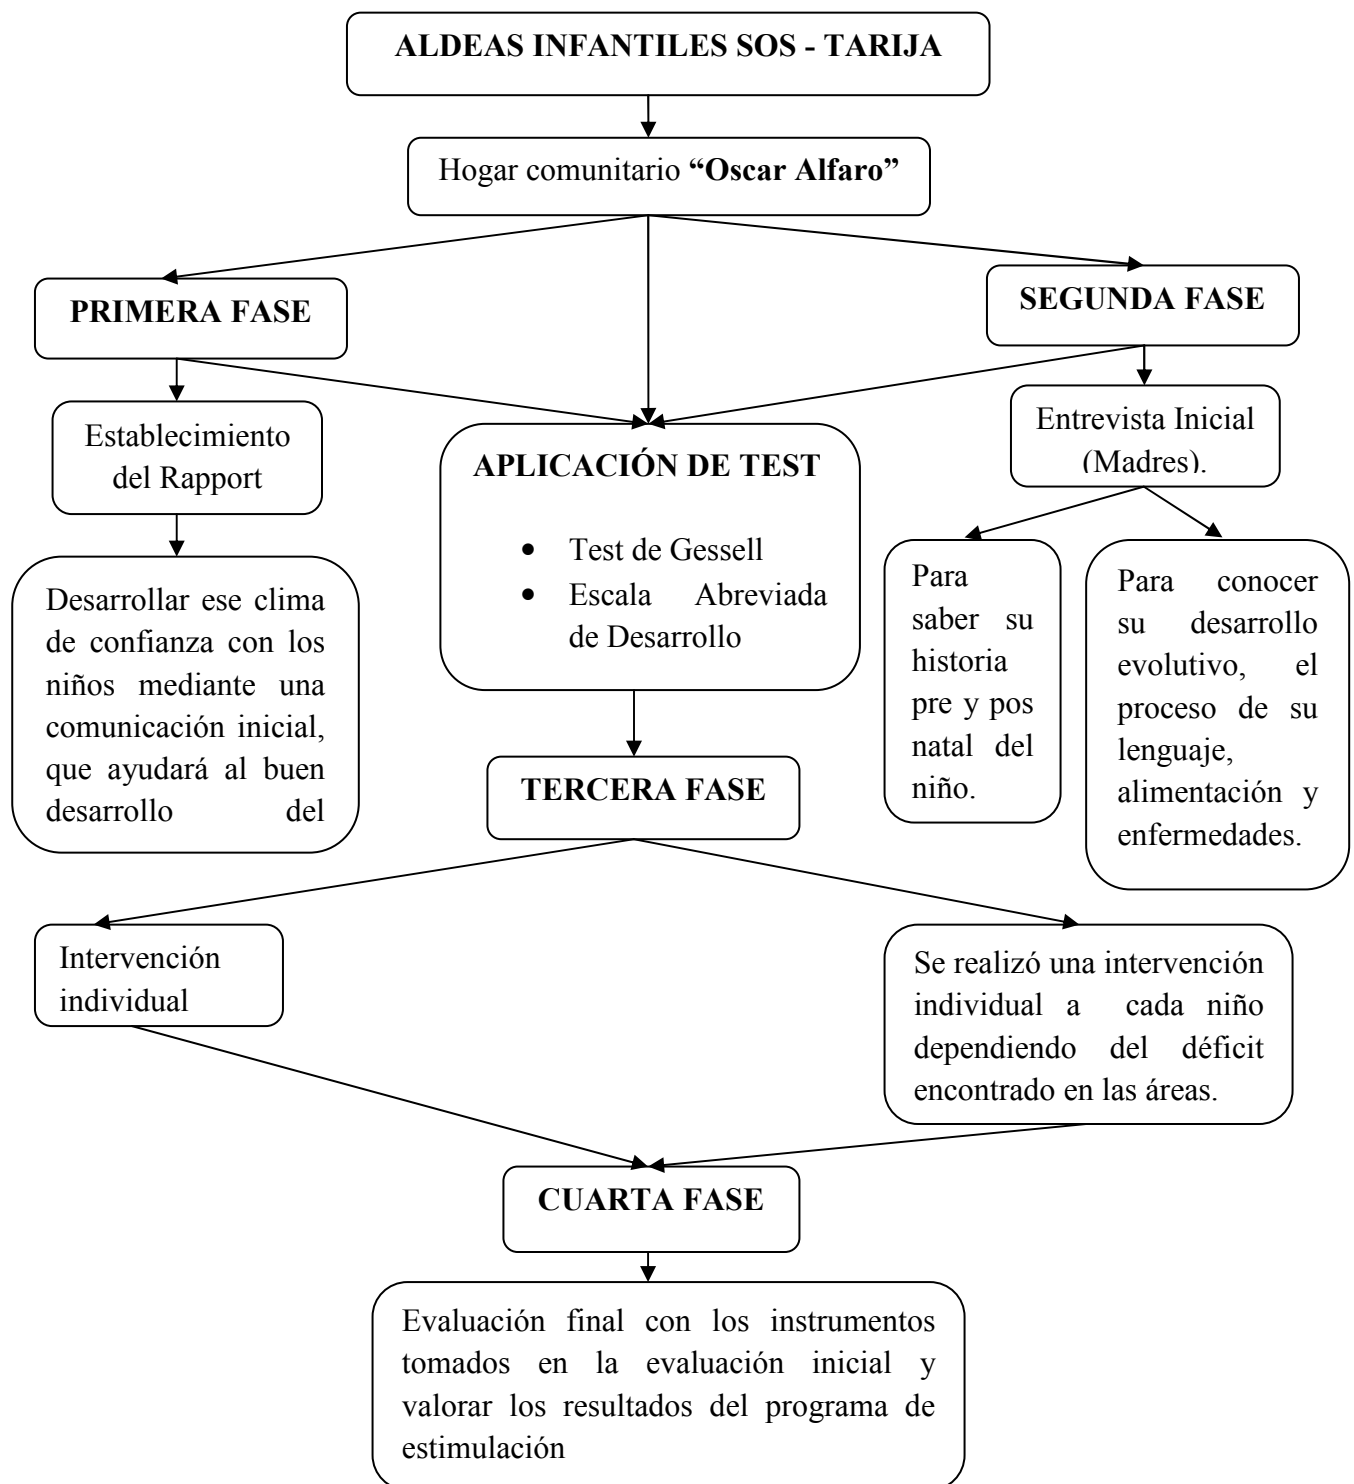 ALDEAS INFANTILES SOS - TARIJA
Hogar comunitario “Oscar Alfaro”
PRIMERA FASE
SEGUNDA FASE
Establecimiento
del Rapport
APLICACIÓN DE TEST
• Test de Gessell
• Escala Abreviada
de Desarrollo
Entrevista Inicial
(Madres).
Desarrollar ese clima
de confianza con los
niños mediante una
comunicación inicial,
que ayudará al buen
desarrollo del
Para
saber su
historia
pre y pos
natal del
niño.
Para conocer
su desarrollo
evolutivo, el
proceso de su
lenguaje,
alimentación y
enfermedades.
TERCERA FASE
Intervención
individual
Se realizó una intervención
individual a cada niño
dependiendo del déficit
encontrado en las áreas.
CUARTA FASE
Evaluación final con los instrumentos
tomados en la evaluación inicial y
valorar los resultados del programa de
estimulación